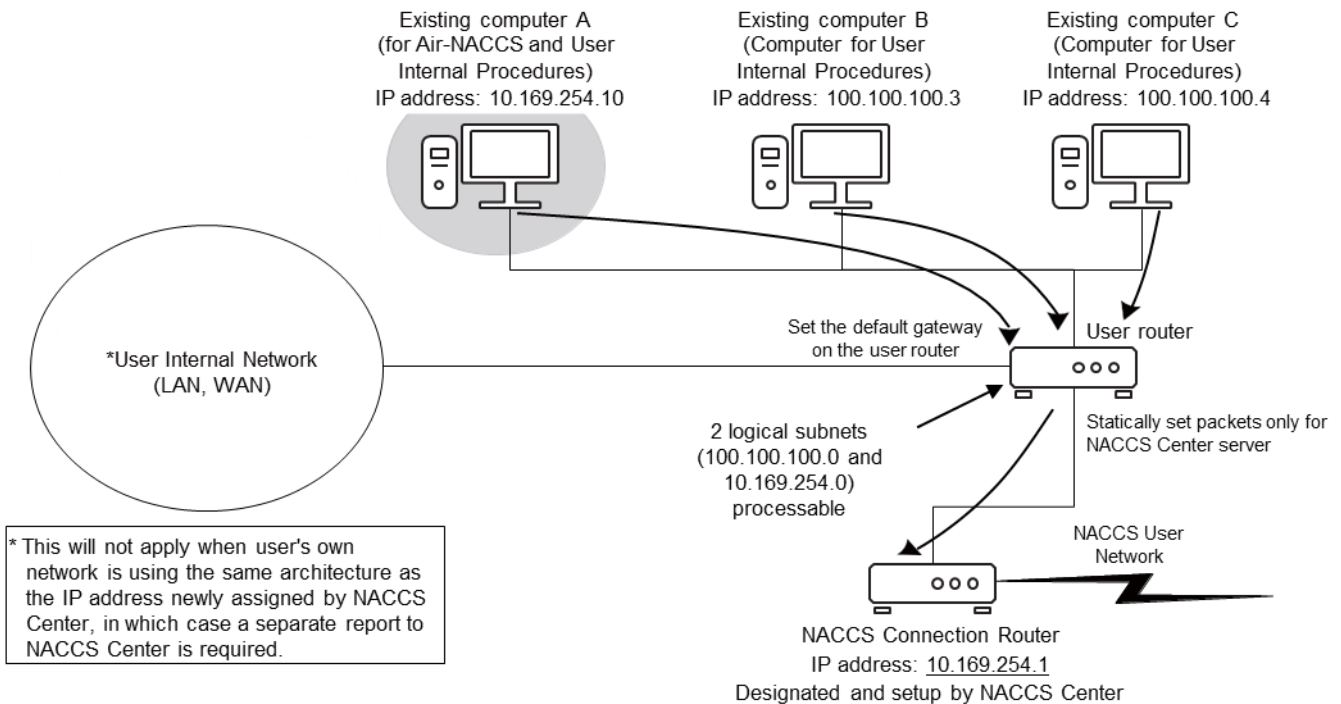 Existing computer A
(for Air-NACCS and User
Internal Procedures)
IP address: 10.169.254.10
Existing computer B
(Computer for User
Internal Procedures)
IP address: 100.100.100.3
Existing computer C
(Computer for User
Internal Procedures)
IP address: 100.100.100.4
Set the default gateway
on the user router
User router
*User Internal Network
(LAN, WAN)
2 logical subnets
(100.100.100.0 and
10.169.254.0)
processable
Statically set packets only for
NACCS Center server
NACCS User
Network
* This will not apply when user's own
network is using the same architecture as
the IP address newly assigned by NACCS
Center, in which case a separate report to
NACCS Center is required.
NACCS Connection Router
IP address: 10.169.254.1
Designated and setup by NACCS Center